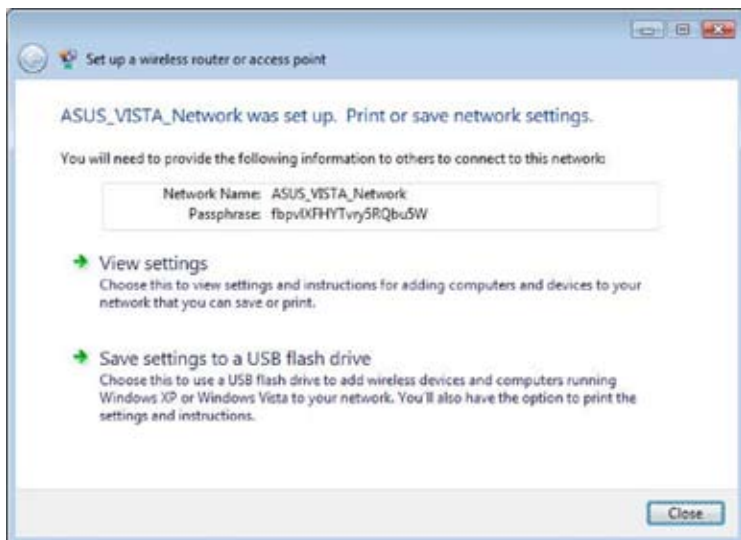 Set up a wireless router or access point
ASUS_VISTA_Network was set up. Print or save network settings.
You will need to provide the following information to others to connect to this network:
Network Name: ASUS_VISTA_Network
Passphrase:
View settings
Choose this to view settings and instructions for adding computers and devices to your
network that you can save or print.
Save settings to a USB flash drive
Choose this to use a USB flash drive to add wireless devices and computers running
Windows XP or Windows Vista to your network. You'll also have the option to print the
settings and instructions.
Close